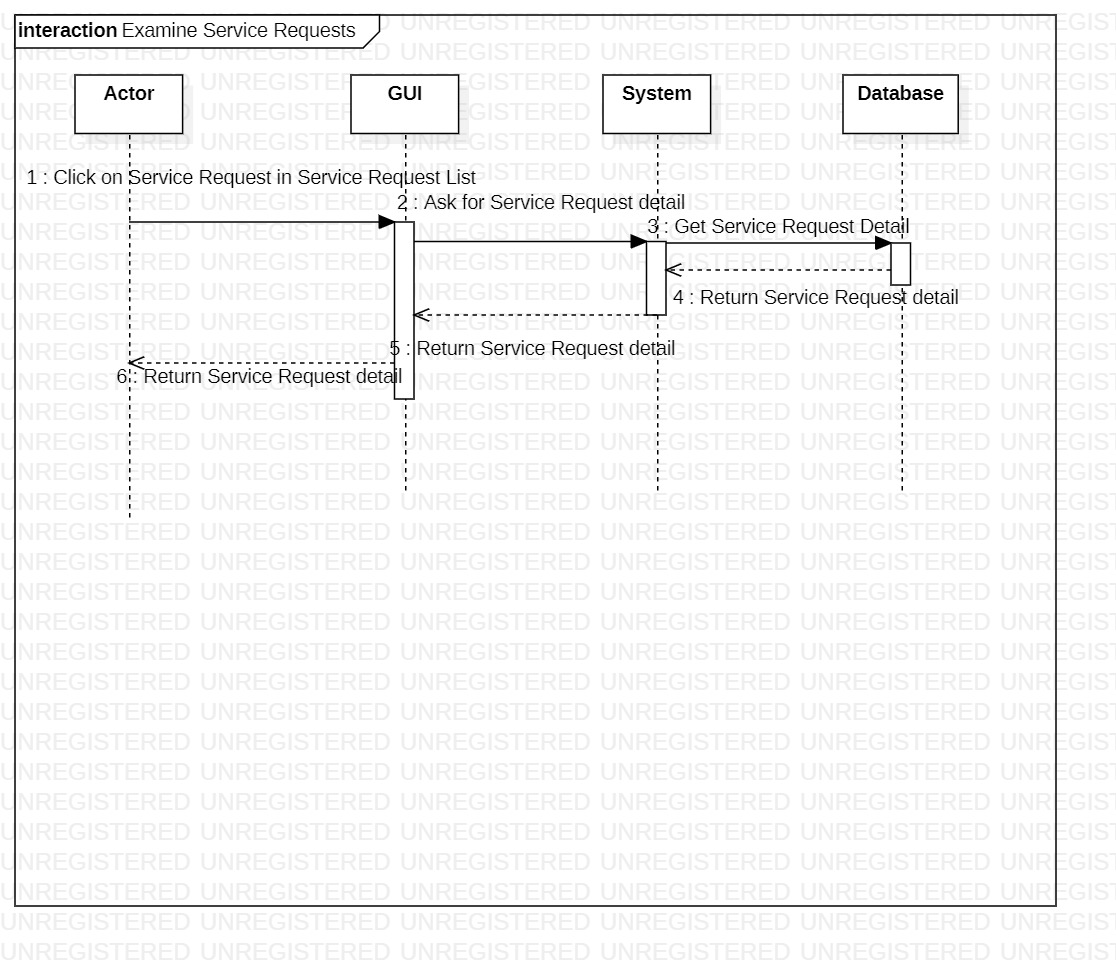 interaction Examine Service Requests
Actor
GUI
System
Database
1 : Click on Service Request in Service Request List
2 : Ask for Service Request detail
3 : Get Service Request Detail
4 : Return Service Request detail
5 : Return Service Request detail
6 : Return Service Request detail
UNREGISTERED